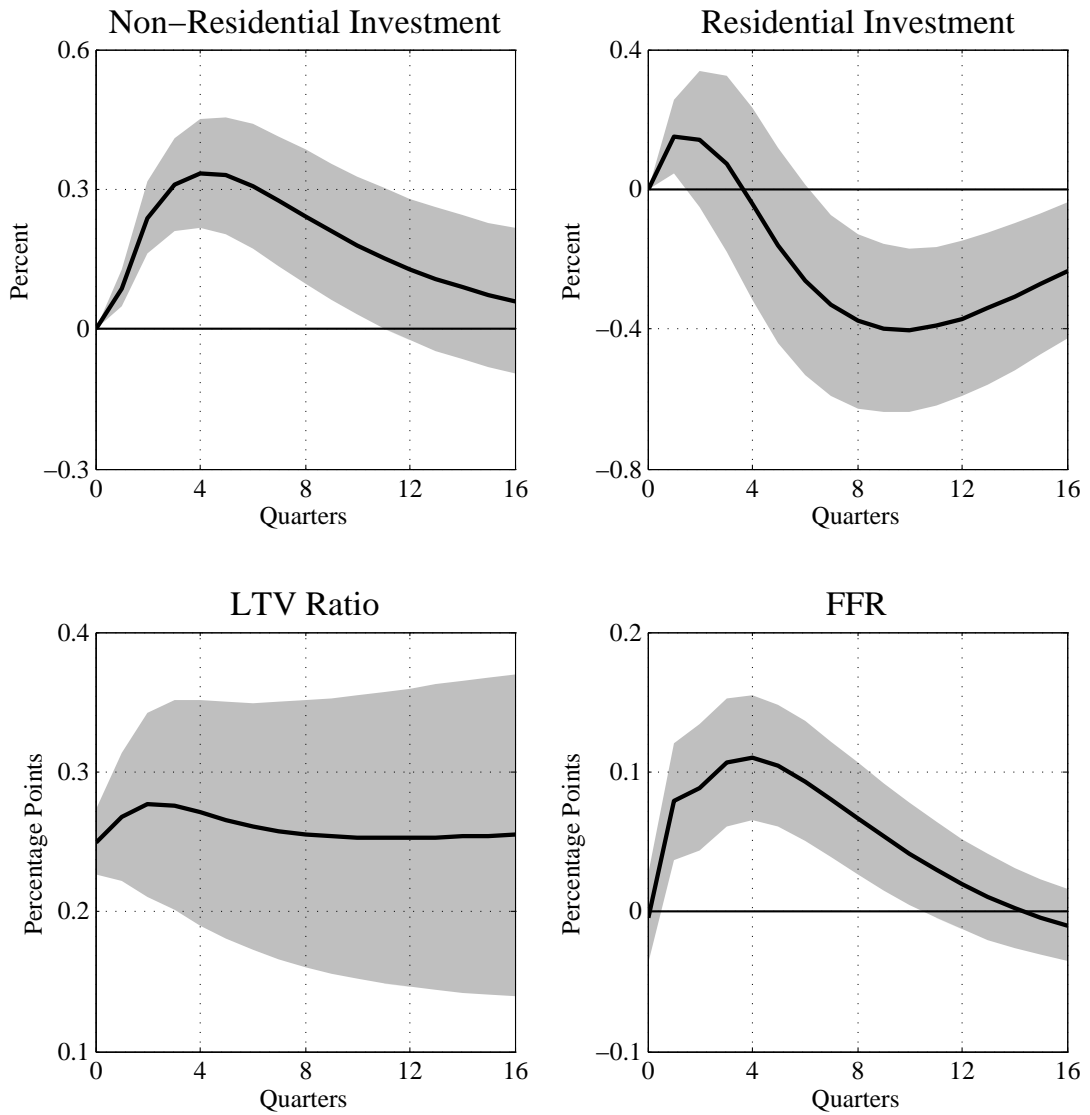 Non−Residential Investment
0.6
0.3
0
−0.3
Percent
0 4 8 12 16
Quarters
Residential Investment
0.4
0
−0.4
−0.8
Percent
0 4 8 12 16
Quarters
LTV Ratio
0.4
0.3
0.2
0.1
Percentage Points
0 4 8 12 16
Quarters
FFR
0.2
0.1
0
−0.1
Percentage Points
0 4 8 12 16
Quarters